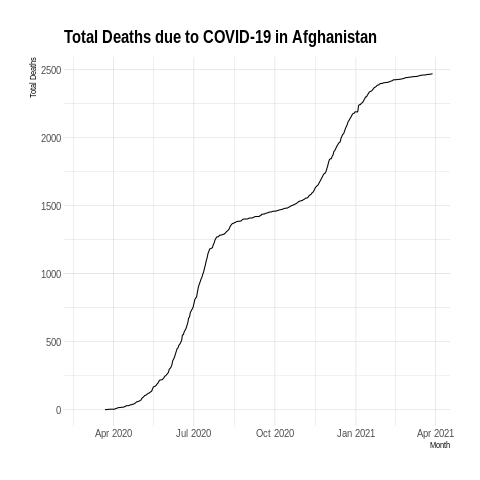 Total Deaths due to COVID-19 in Afghanistan
Total Deaths
2500
2000
1500
1000
500
0
Apr 2020
Jul 2020
Oct 2020
Jan 2021
Apr 2021
Month